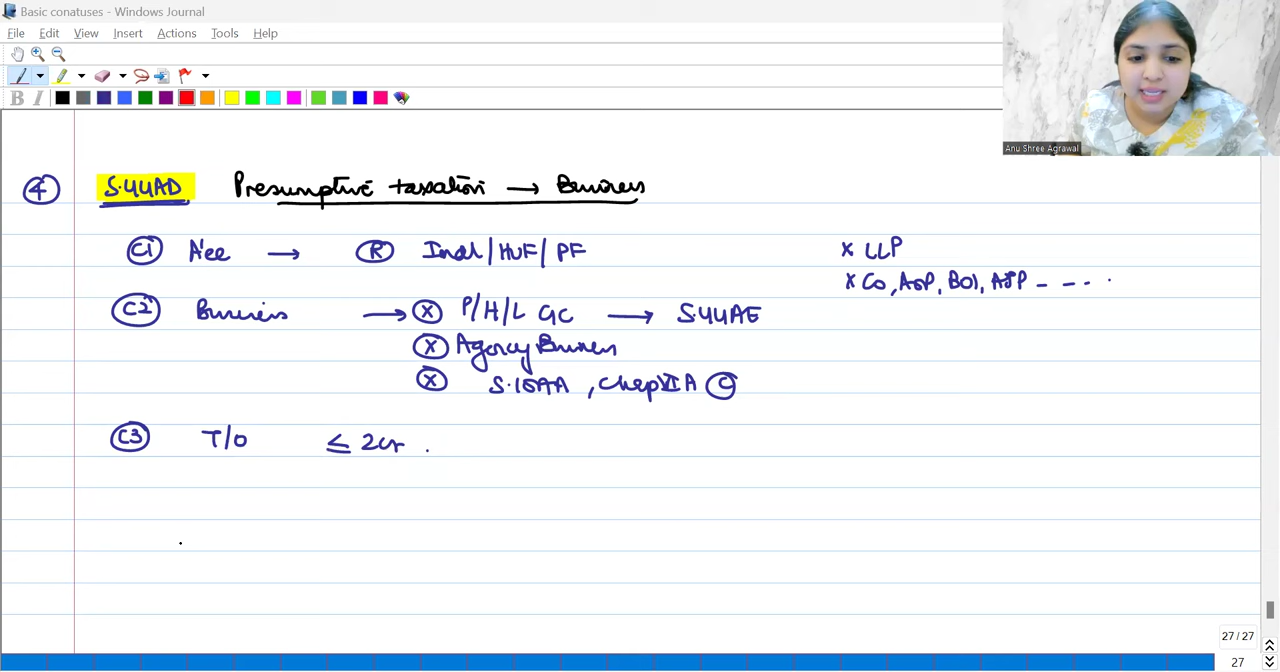 Basic conatuses - Windows Journal
File Edit View Insert Actions Tools Help
B I
Anu Shree Agrawal
④ S.44AD Presumptive taxation → Business
C1 A'ee → R Indl/HUF/PF × LLP
× Co, AOP, BOI, AJP - - - - .
C2 Business → × P/H/L GC → S.44AE
× Agency Business
× S.10AA, Chap VIA C
C3 T/O ≤ 2cr.
27 / 27
27